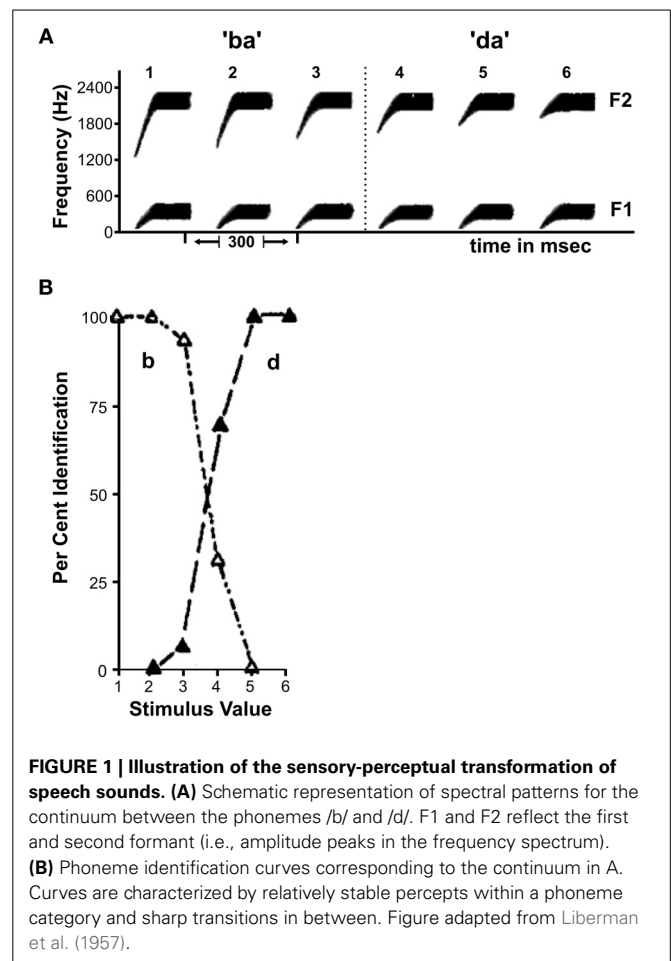 A
'ba' 'da'
1 2 3 4 5 6
Frequency (Hz)
2400
1800
1200
600
0
F2
F1
300
time in msec
B
Per Cent Identification
100
75
50
25
0
b d
1 2 3 4 5 6
Stimulus Value
FIGURE 1 | Illustration of the sensory-perceptual transformation of
speech sounds. (A) Schematic representation of spectral patterns for the
continuum between the phonemes /b/ and /d/. F1 and F2 reflect the first
and second formant (i.e., amplitude peaks in the frequency spectrum).
(B) Phoneme identification curves corresponding to the continuum in A.
Curves are characterized by relatively stable percepts within a phoneme
category and sharp transitions in between. Figure adapted from Liberman
et al. (1957).